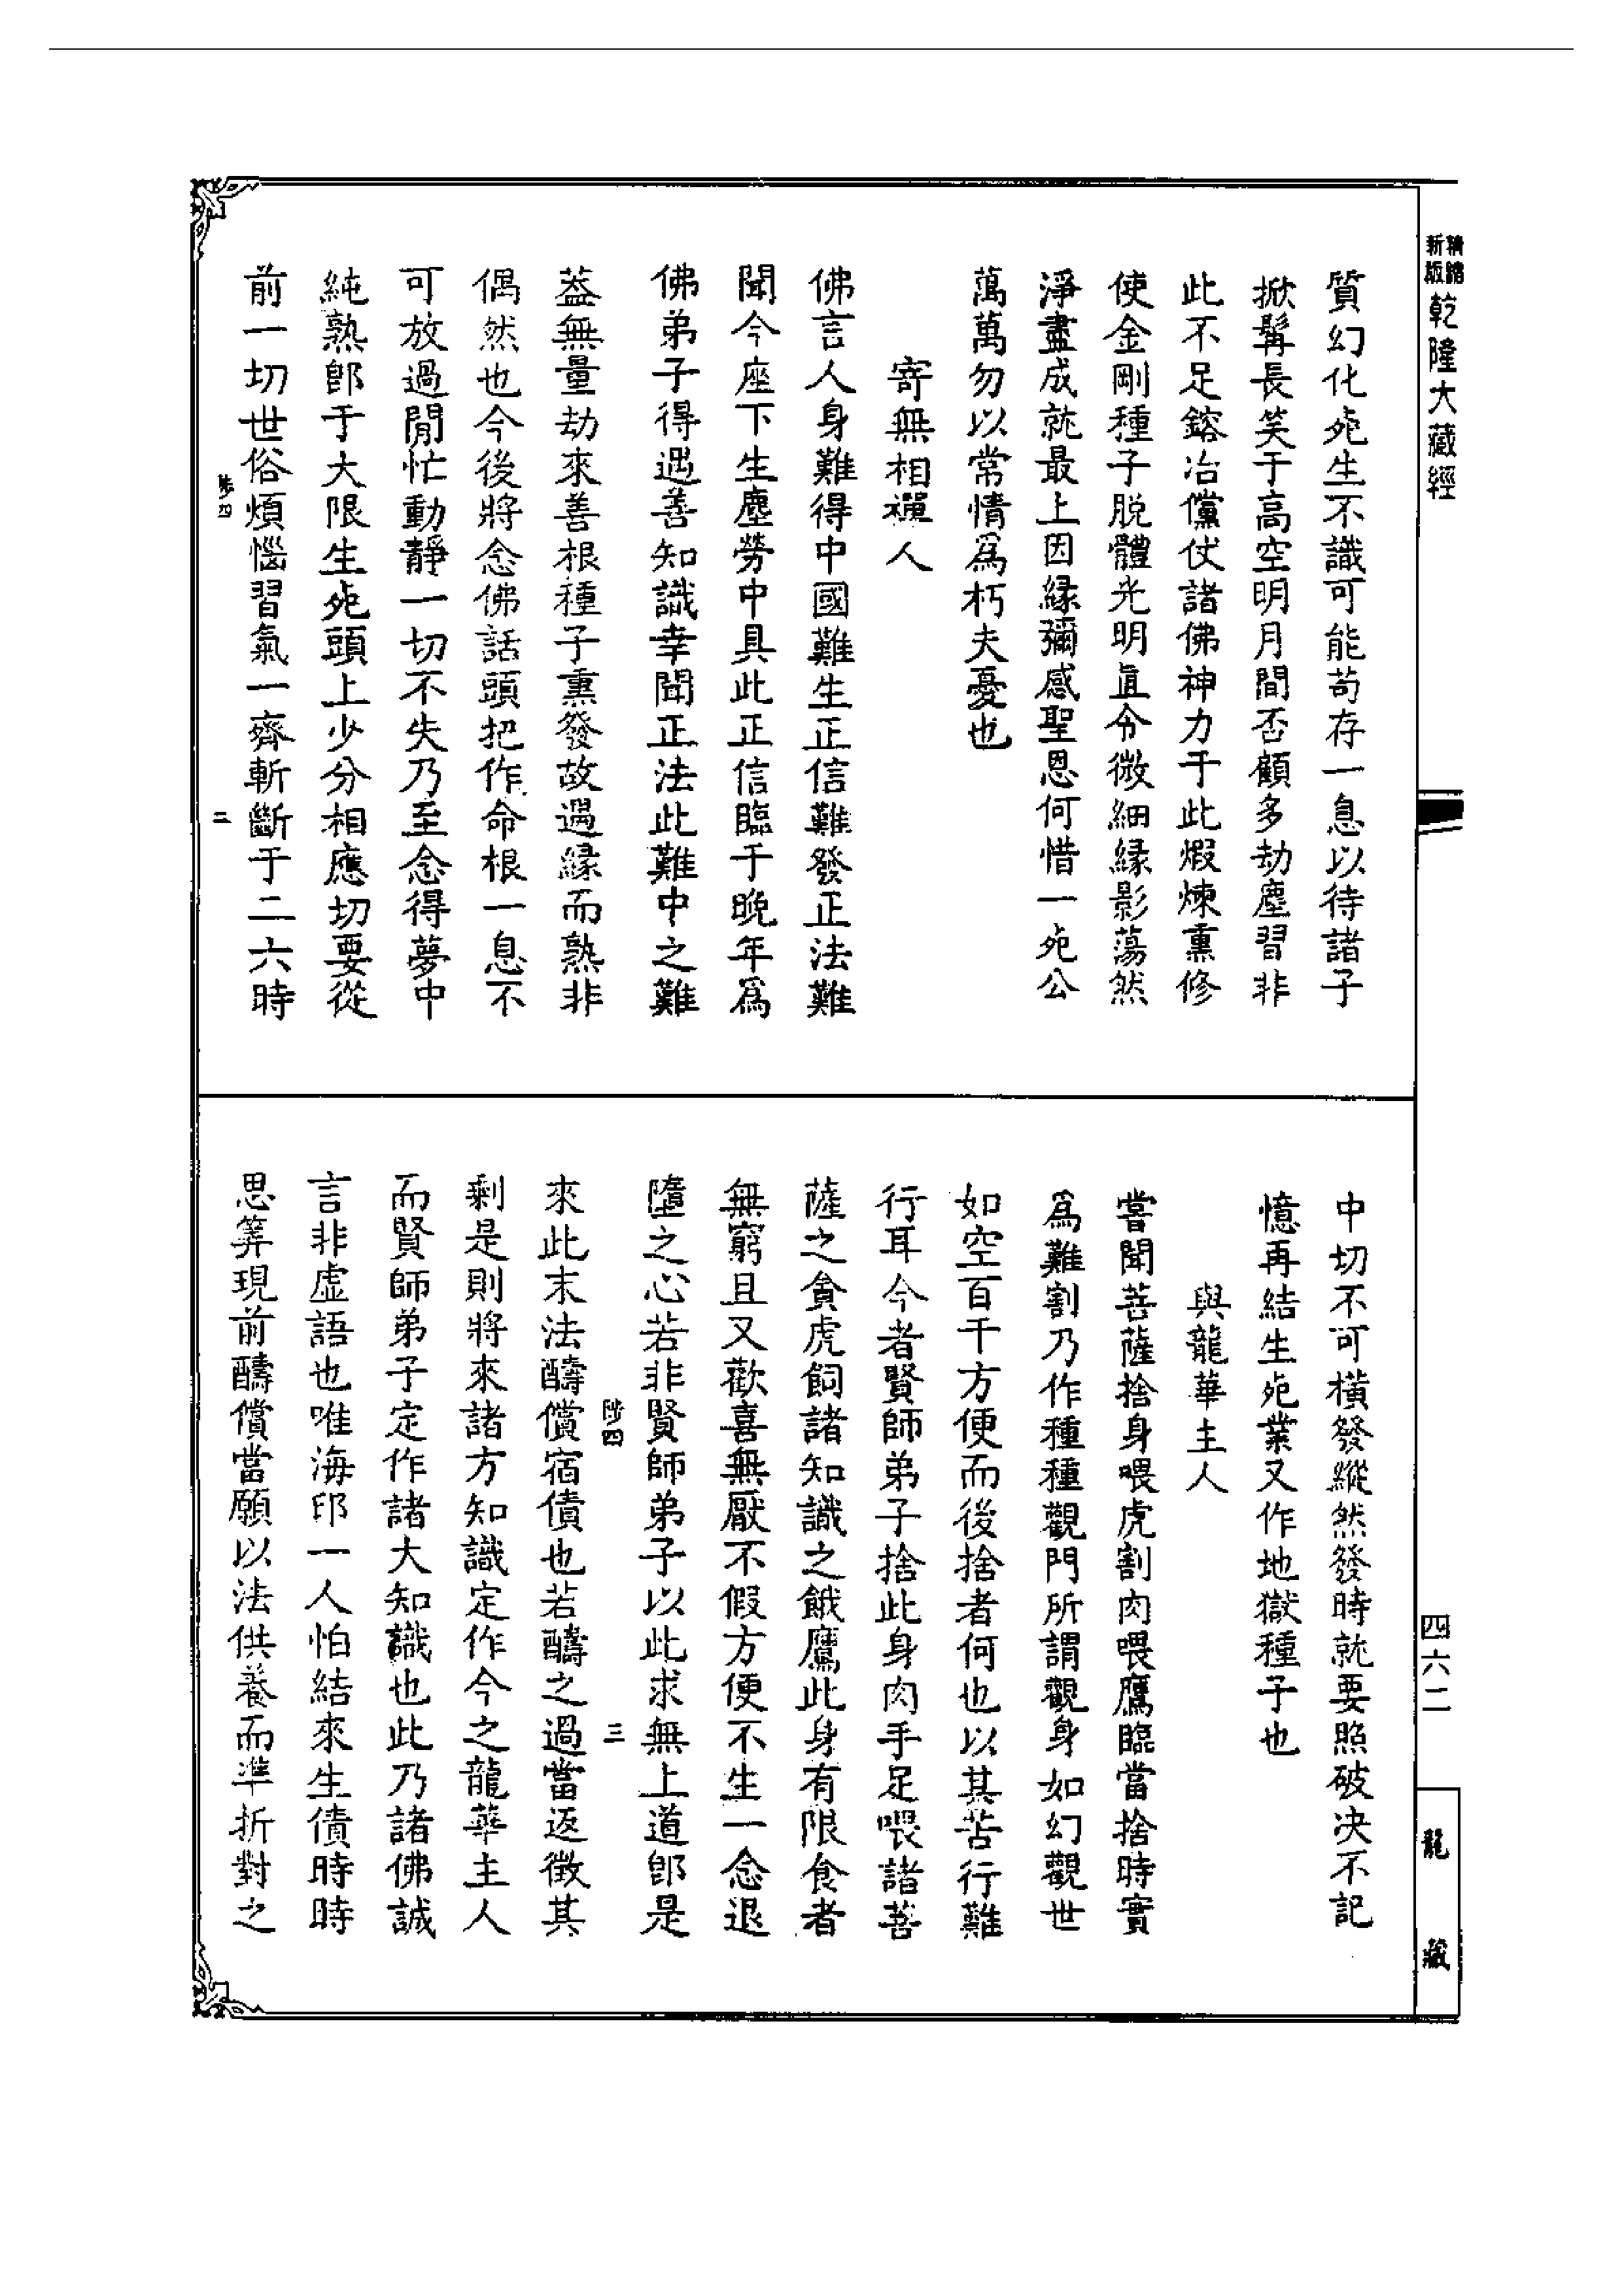 精縮新版乾隆大藏經
質幻化死生不識可能苟存一息以待諸子
掀髯長笑于高空明月間否顧多劫塵習非
此不足鎔冶儻仗諸佛神力于此煅煉熏修
使金剛種子脫體光明直令微細緣影蕩然
淨盡成就最上因緣彌感聖恩何惜一死公
萬萬勿以常情爲朽夫憂也
寄無相禪人
佛言人身難得中國難生正信難發正法難
聞今座下生塵勞中具此正信臨于晚年爲
佛弟子得遇善知識幸聞正法此難中之難
葢無量劫來善根種子熏發故過緣而熟非
偶然也今後將念佛話頭把作命根一息不
可放過閒忙動靜一切不失乃至念得夢中
純熟卽于大限生死頭上少分相應切要從
前一切世俗煩惱習氣一齊斬斷于二六時
二
中切不可橫發縱然發時就要照破決不記
憶再結生死業又作地獄種子也
與龍華主人
嘗聞菩薩捨身喂虎割肉喂鷹臨當捨時實
爲難割乃作種種觀門所謂觀身如幻觀世
如空百千方便而後捨者何也以其苦行難
行耳今者賢師弟子捨此身肉手足喂諸菩
薩之貪虎飼諸知識之餓鷹此身有限食者
無窮且又歡喜無厭不假方便不生一念退
墮之心若非賢師弟子以此求無上道卽是
三
來此末法酬償宿債也若酬之過當返徵其
剩是則將來諸方知識定作今之龍華主人
而賢師弟子定作諸大知識也此乃諸佛誠
言非虛語也唯海印一人怕結來生債時時
思筭現前酬償當願以法供養而準折對之
四六二
龍藏